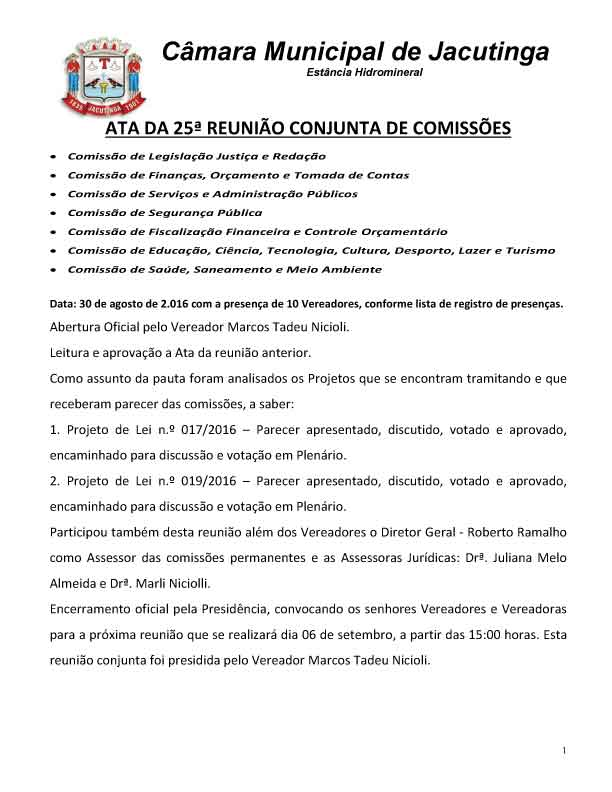 Câmara Municipal de Jacutinga
Estância Hidromineral
1835 JACUTINGA 1901
ATA DA 25ª REUNIÃO CONJUNTA DE COMISSÕES
• Comissão de Legislação Justiça e Redação
• Comissão de Finanças, Orçamento e Tomada de Contas
• Comissão de Serviços e Administração Públicos
• Comissão de Segurança Pública
• Comissão de Fiscalização Financeira e Controle Orçamentário
• Comissão de Educação, Ciência, Tecnologia, Cultura, Desporto, Lazer e Turismo
• Comissão de Saúde, Saneamento e Meio Ambiente
Data: 30 de agosto de 2.016 com a presença de 10 Vereadores, conforme lista de registro de presenças.
Abertura Oficial pelo Vereador Marcos Tadeu Nicioli.
Leitura e aprovação a Ata da reunião anterior.
Como assunto da pauta foram analisados os Projetos que se encontram tramitando e que
receberam parecer das comissões, a saber:
1. Projeto de Lei n.º 017/2016 – Parecer apresentado, discutido, votado e aprovado,
encaminhado para discussão e votação em Plenário.
2. Projeto de Lei n.º 019/2016 – Parecer apresentado, discutido, votado e aprovado,
encaminhado para discussão e votação em Plenário.
Participou também desta reunião além dos Vereadores o Diretor Geral - Roberto Ramalho
como Assessor das comissões permanentes e as Assessoras Jurídicas: Drª. Juliana Melo
Almeida e Drª. Marli Niciolli.
Encerramento oficial pela Presidência, convocando os senhores Vereadores e Vereadoras
para a próxima reunião que se realizará dia 06 de setembro, a partir das 15:00 horas. Esta
reunião conjunta foi presidida pelo Vereador Marcos Tadeu Nicioli.
1